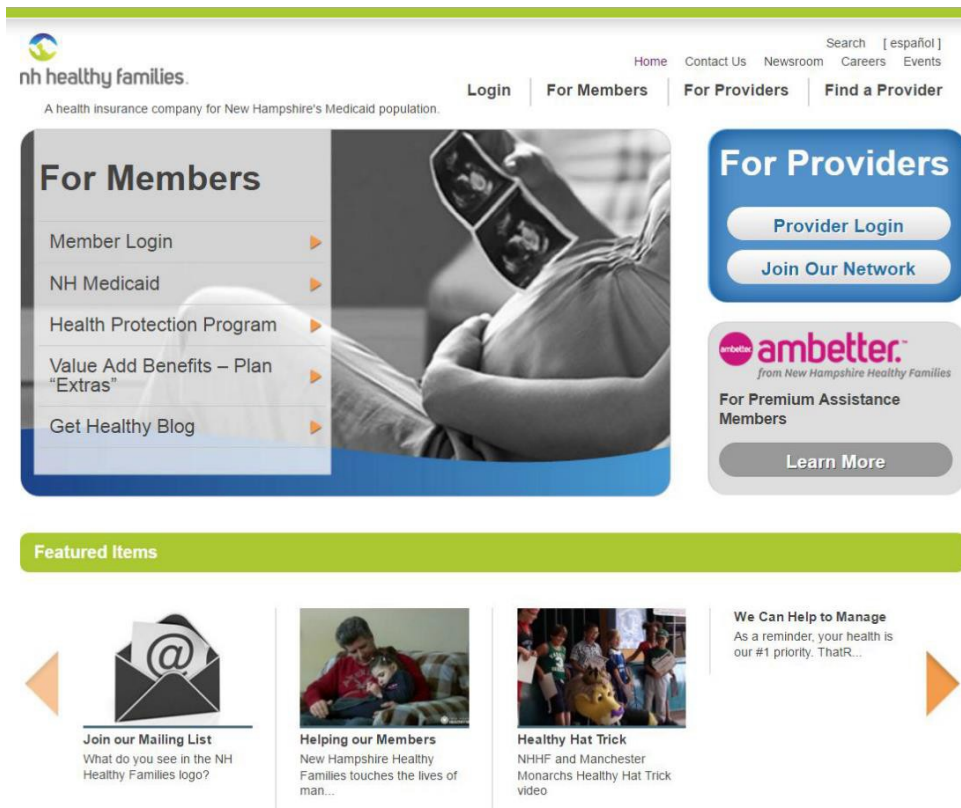 Search [ español ]
Home Contact Us Newsroom Careers Events
nh healthy families.
A health insurance company for New Hampshire's Medicaid population.
Login For Members For Providers Find a Provider
For Members
Member Login
NH Medicaid
Health Protection Program
Value Add Benefits – Plan
“Extras”
Get Healthy Blog
For Providers
Provider Login
Join Our Network
ambetter.
ambetter.™
from New Hampshire Healthy Families
For Premium Assistance
Members
Learn More
Featured Items
@
Join our Mailing List
What do you see in the NH
Healthy Families logo?
Helping our Members
New Hampshire Healthy
Families touches the lives of
man...
Healthy Hat Trick
NHHF and Manchester
Monarchs Healthy Hat Trick
video
We Can Help to Manage
As a reminder, your health is
our #1 priority. ThatR...